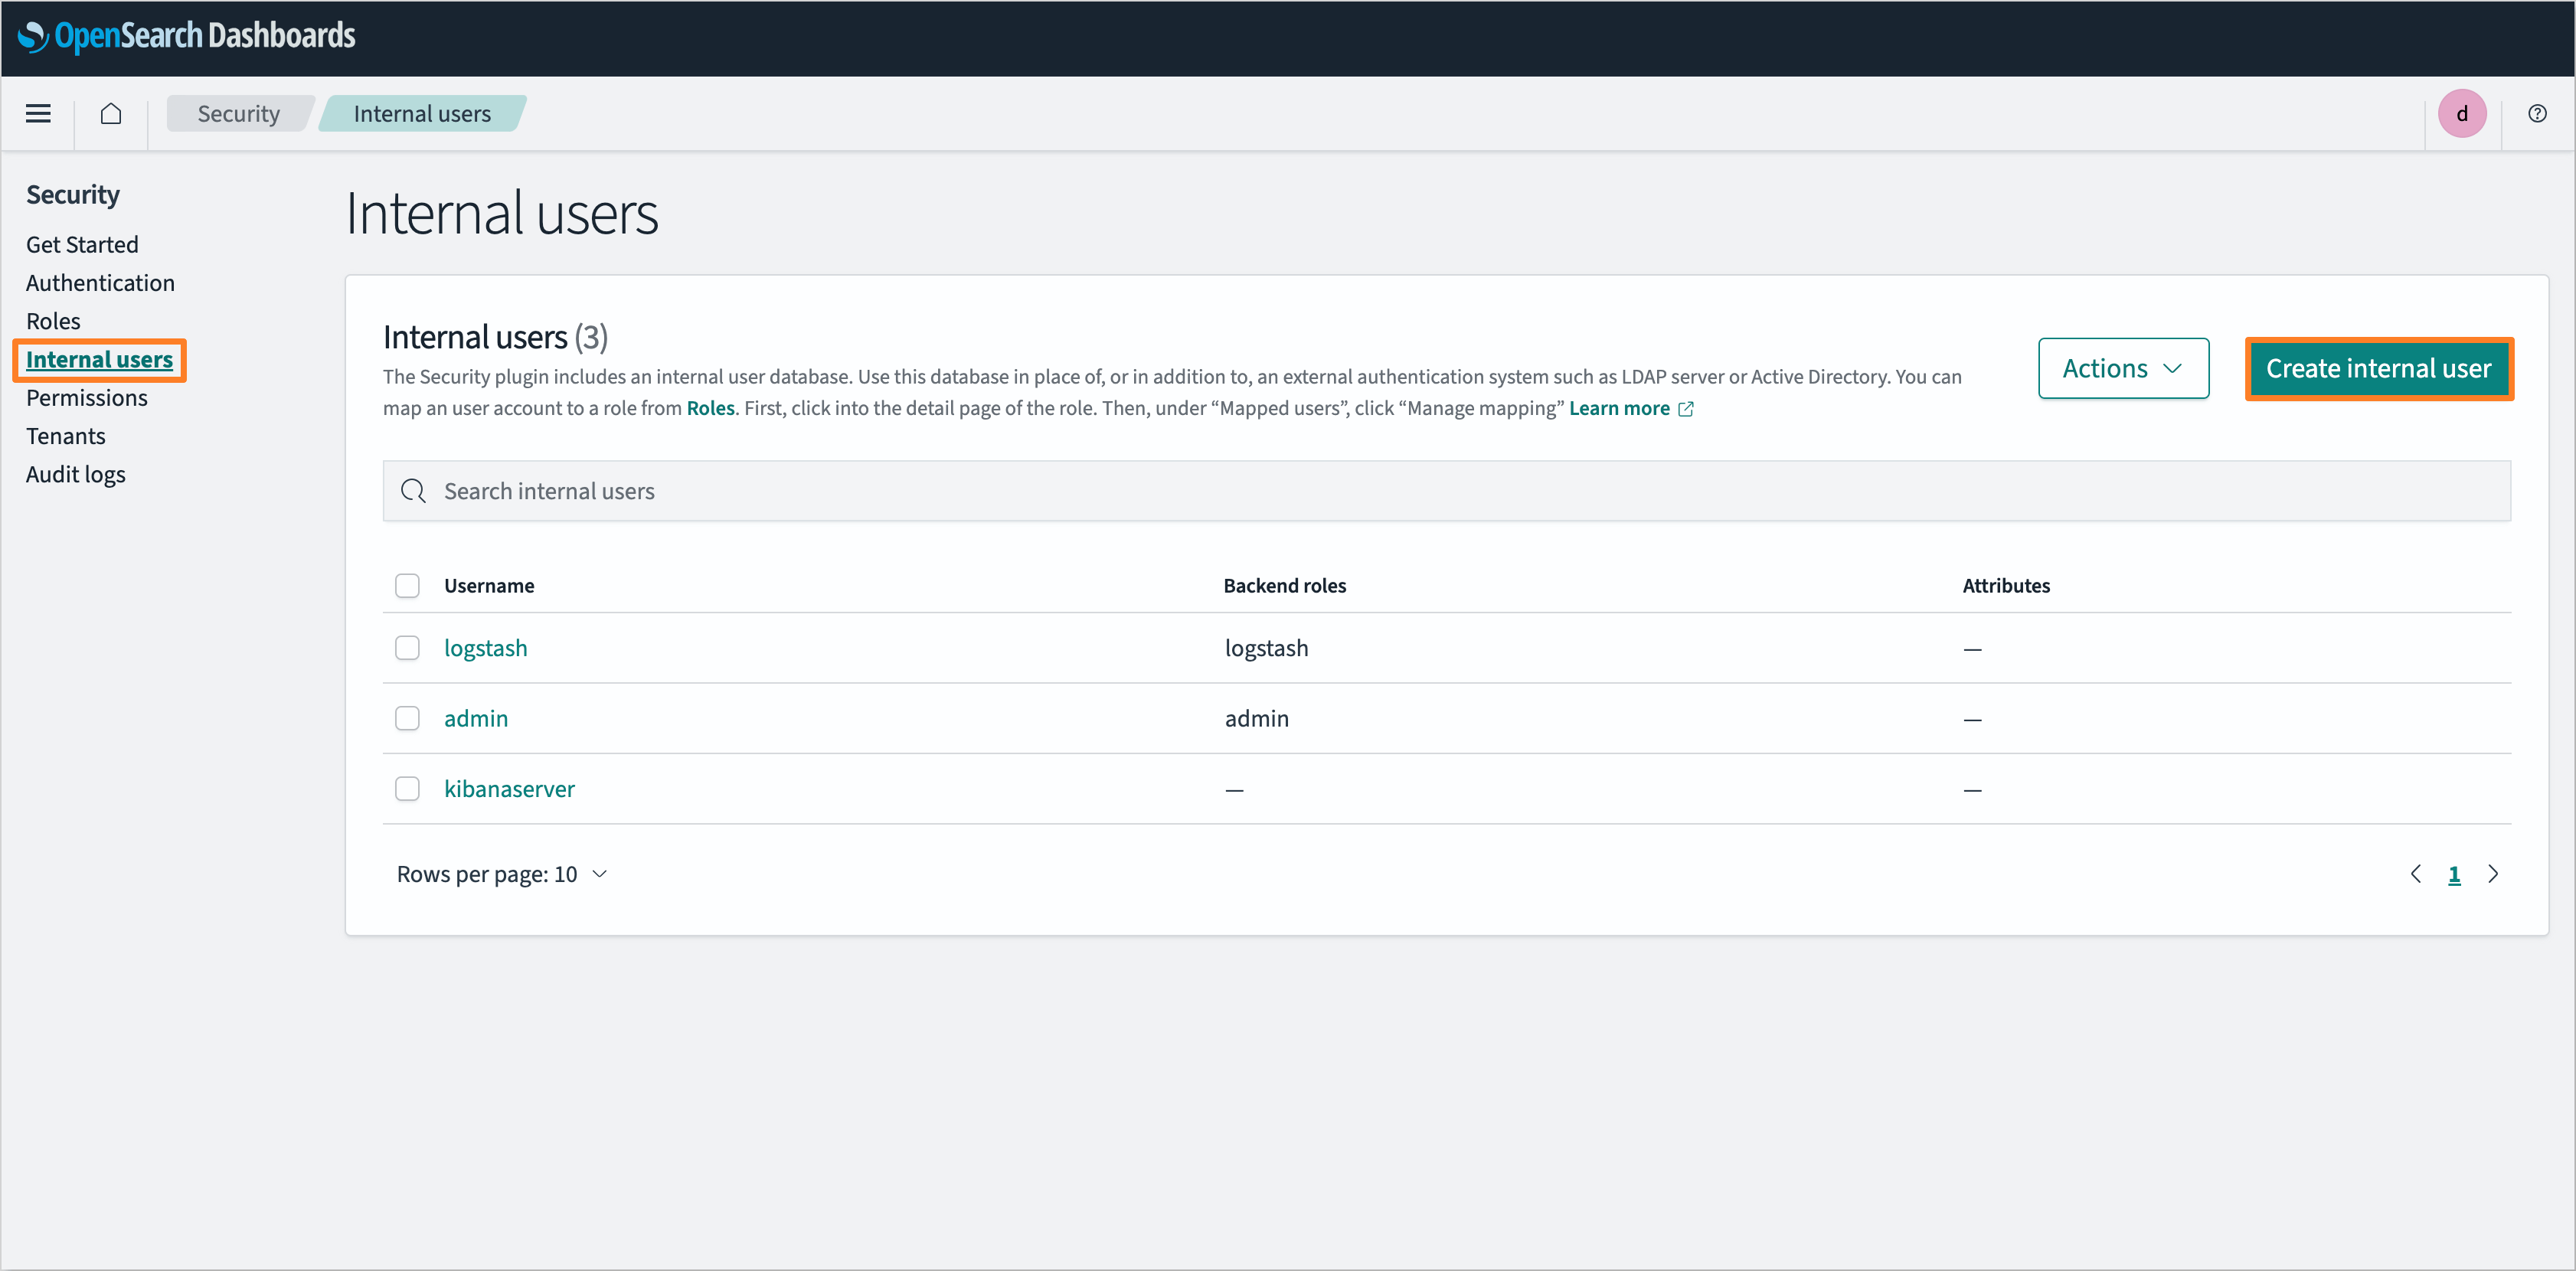 OpenSearch Dashboards
Security
Internal users
d
Security
Get Started
Authentication
Roles
Internal users
Permissions
Tenants
Audit logs
Internal users
Internal users (3)
The Security plugin includes an internal user database. Use this database in place of, or in addition to, an external authentication system such as LDAP server or Active Directory. You can
map an user account to a role from Roles. First, click into the detail page of the role. Then, under “Mapped users”, click “Manage mapping” Learn more
Actions
Create internal user
Search internal users
Username Backend roles Attributes
logstash logstash —
admin admin —
kibanaserver — —
Rows per page: 10
1